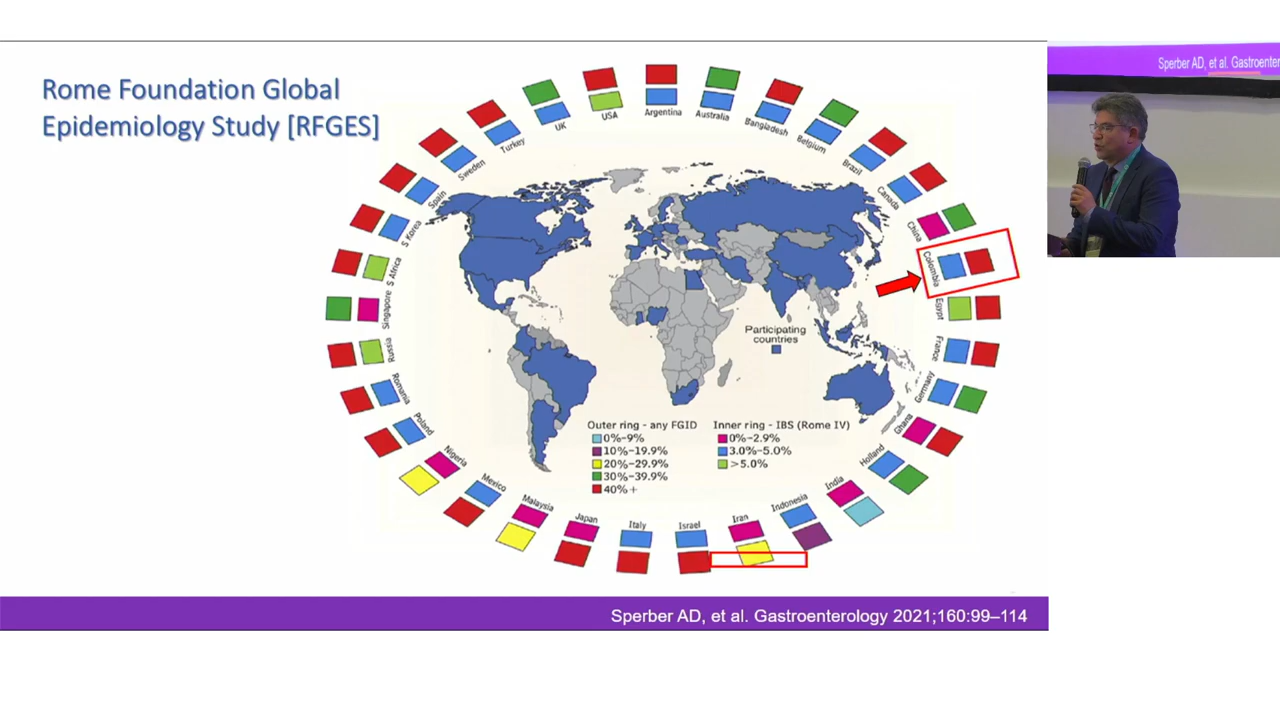 Rome Foundation Global
Epidemiology Study [RFGES]
Sperber AD, et al. Gastroenter
Argentina
Australia
Bangladesh
Belgium
Brazil
Canada
China
Colombia
Egypt
France
Germany
Ghana
Holland
India
Indonesia
Iran
Israel
Italy
Japan
Malaysia
Mexico
Nigeria
Poland
Romania
Russia
Singapore
S Africa
S Korea
Spain
Sweden
Turkey
UK
USA
Participating
countries
Outer ring - any FGID
0%-9%
10%-19.9%
20%-29.9%
30%-39.9%
40%+
Inner ring - IBS (Rome IV)
0%-2.9%
3.0%-5.0%
>5.0%
Sperber AD, et al. Gastroenterology 2021;160:99–114